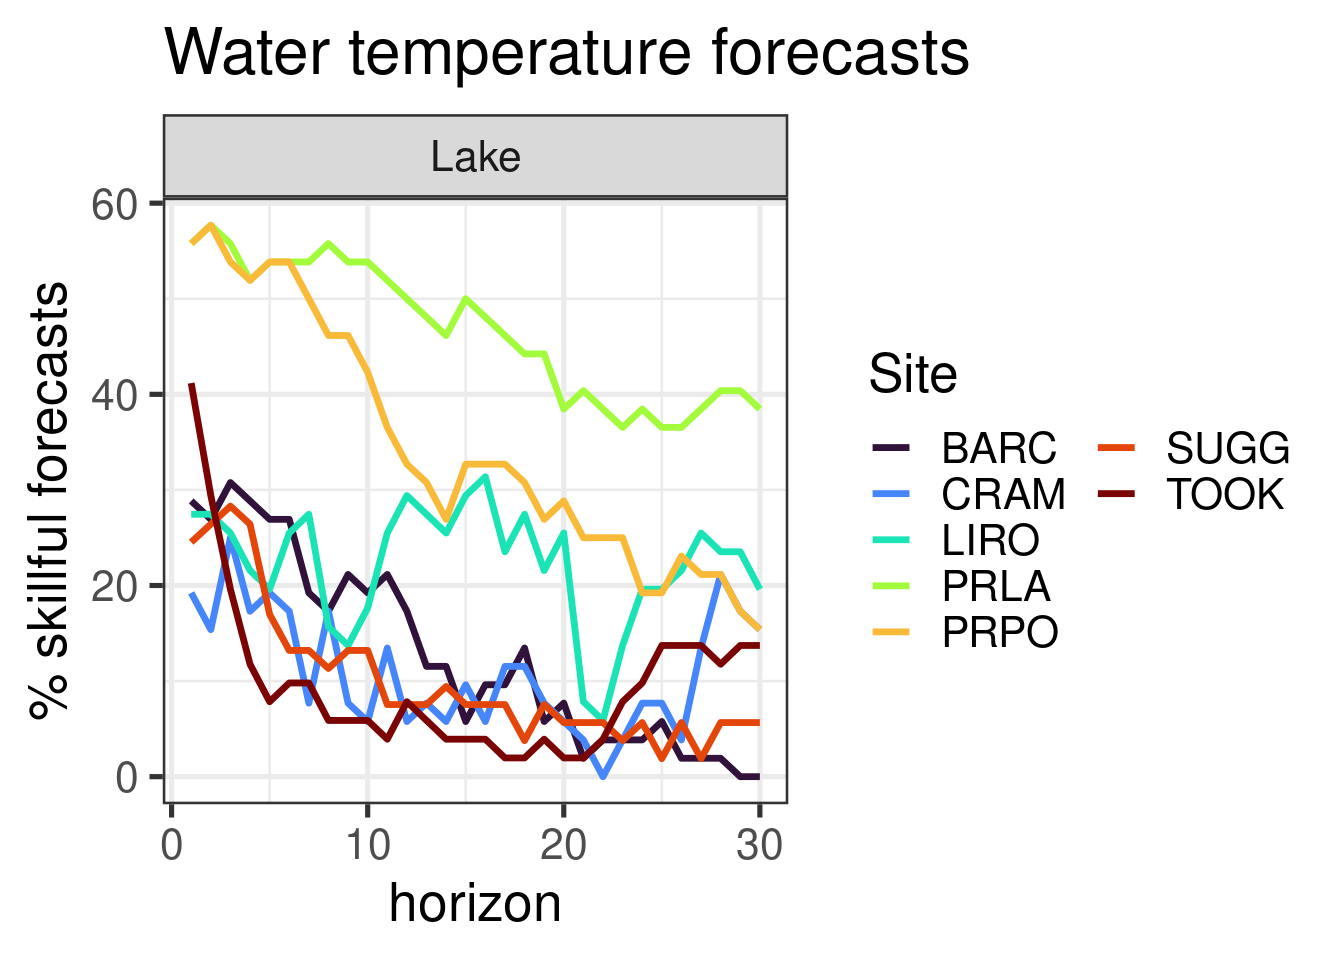 Water temperature forecasts
Lake
% skillful forecasts
60
40
20
0
0 10 20 30
horizon
Site
BARC SUGG
CRAM TOOK
LIRO
PRLA
PRPO